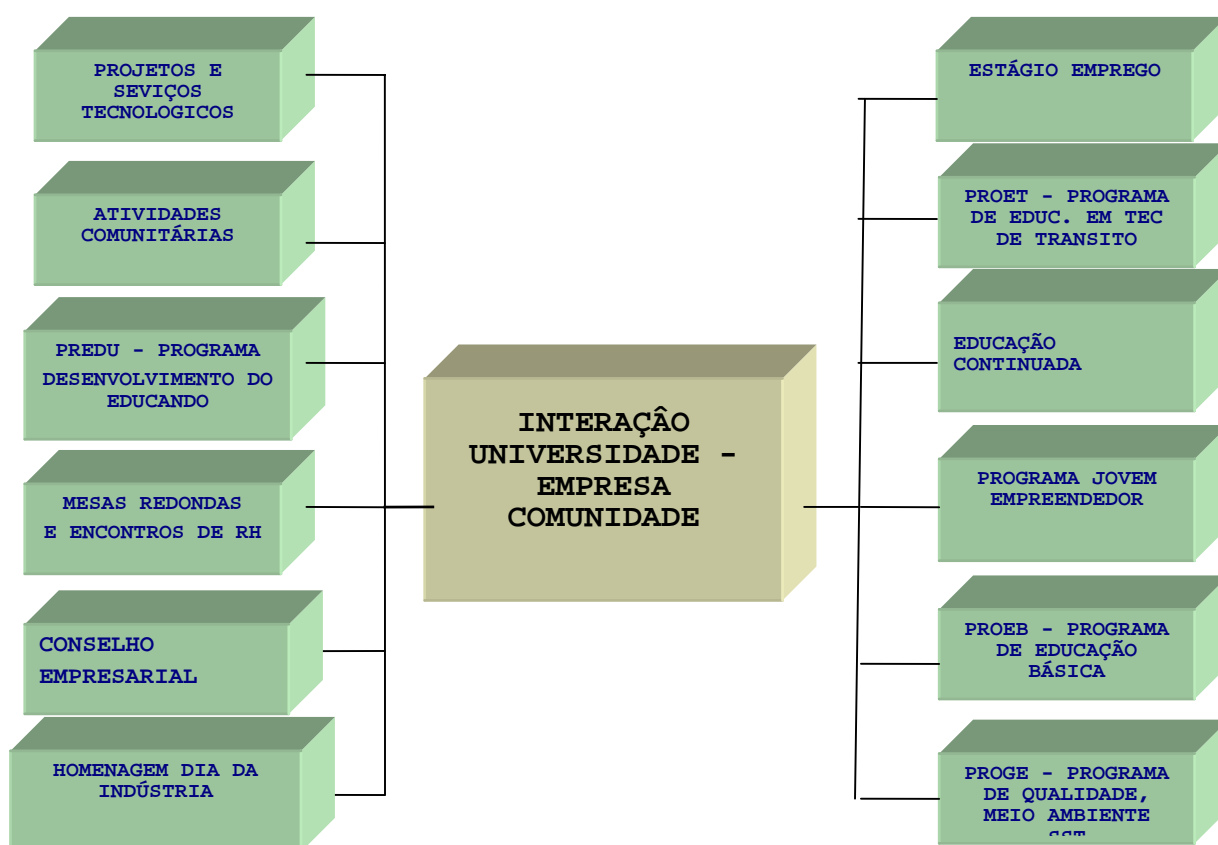 PROJETOS E
SEVIÇOS
TECNOLOGICOS
ATIVIDADES
COMUNITÁRIAS
PREDU - PROGRAMA
DESENVOLVIMENTO DO
EDUCANDO
MESAS REDONDAS
E ENCONTROS DE RH
CONSELHO
EMPRESARIAL
HOMENAGEM DIA DA
INDÚSTRIA
INTERAÇÂO
UNIVERSIDADE -
EMPRESA
COMUNIDADE
ESTÁGIO EMPREGO
PROET - PROGRAMA
DE EDUC. EM TEC
DE TRANSITO
EDUCAÇÃO
CONTINUADA
PROGRAMA JOVEM
EMPREENDEDOR
PROEB - PROGRAMA
DE EDUCAÇÃO
BÁSICA
PROGE - PROGRAMA
DE QUALIDADE,
MEIO AMBIENTE
SST